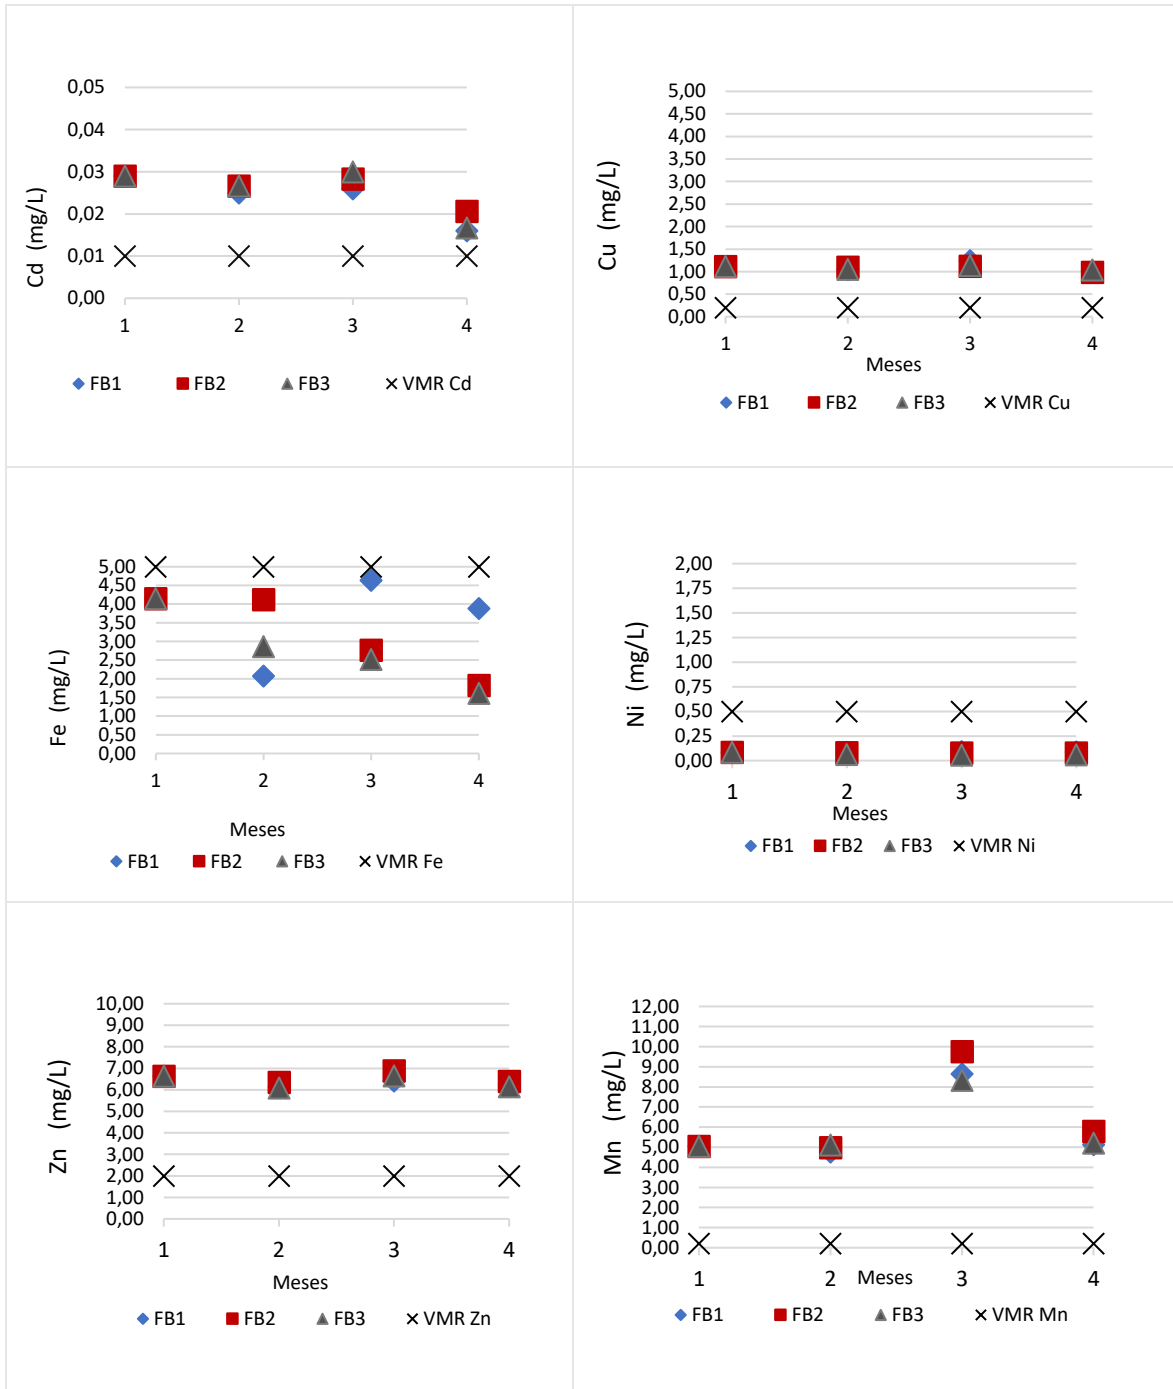 0,05
0,04
0,03
0,02
0,01
0,00
Cd (mg/L)
1 2 3 4
FB1 FB2 FB3 VMR Cd
5,00
4,50
4,00
3,50
3,00
2,50
2,00
1,50
1,00
0,50
0,00
Cu (mg/L)
1 2 3 4
Meses
FB1 FB2 FB3 VMR Cu
5,00
4,50
4,00
3,50
3,00
2,50
2,00
1,50
1,00
0,50
0,00
Fe (mg/L)
1 2 3 4
Meses
FB1 FB2 FB3 VMR Fe
2,00
1,75
1,50
1,25
1,00
0,75
0,50
0,25
0,00
Ni (mg/L)
1 2 3 4
Meses
FB1 FB2 FB3 VMR Ni
10,00
9,00
8,00
7,00
6,00
5,00
4,00
3,00
2,00
1,00
0,00
Zn (mg/L)
1 2 3 4
Meses
FB1 FB2 FB3 VMR Zn
12,00
11,00
10,00
9,00
8,00
7,00
6,00
5,00
4,00
3,00
2,00
1,00
0,00
Mn (mg/L)
1 2 3 4
Meses
FB1 FB2 FB3 VMR Mn